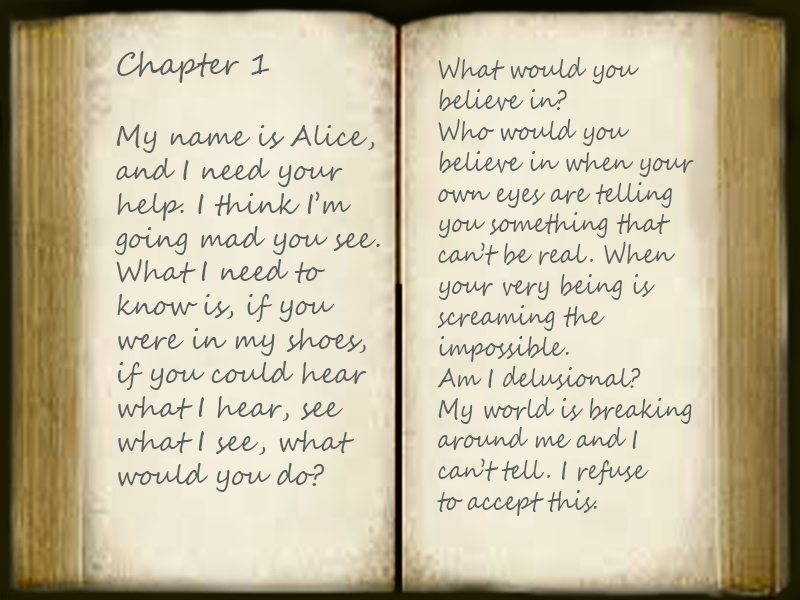 Chapter 1
My name is Alice,
and I need your
help. I think I'm
going mad you see.
What I need to
know is, if you
were in my shoes,
if you could hear
what I hear, see
what I see, what
would you do?
What would you
believe in?
Who would you
believe in when your
own eyes are telling
you something that
can't be real. When
your very being is
screaming the
impossible.
Am I delusional?
My world is breaking
around me and I
can't tell. I refuse
to accept this.